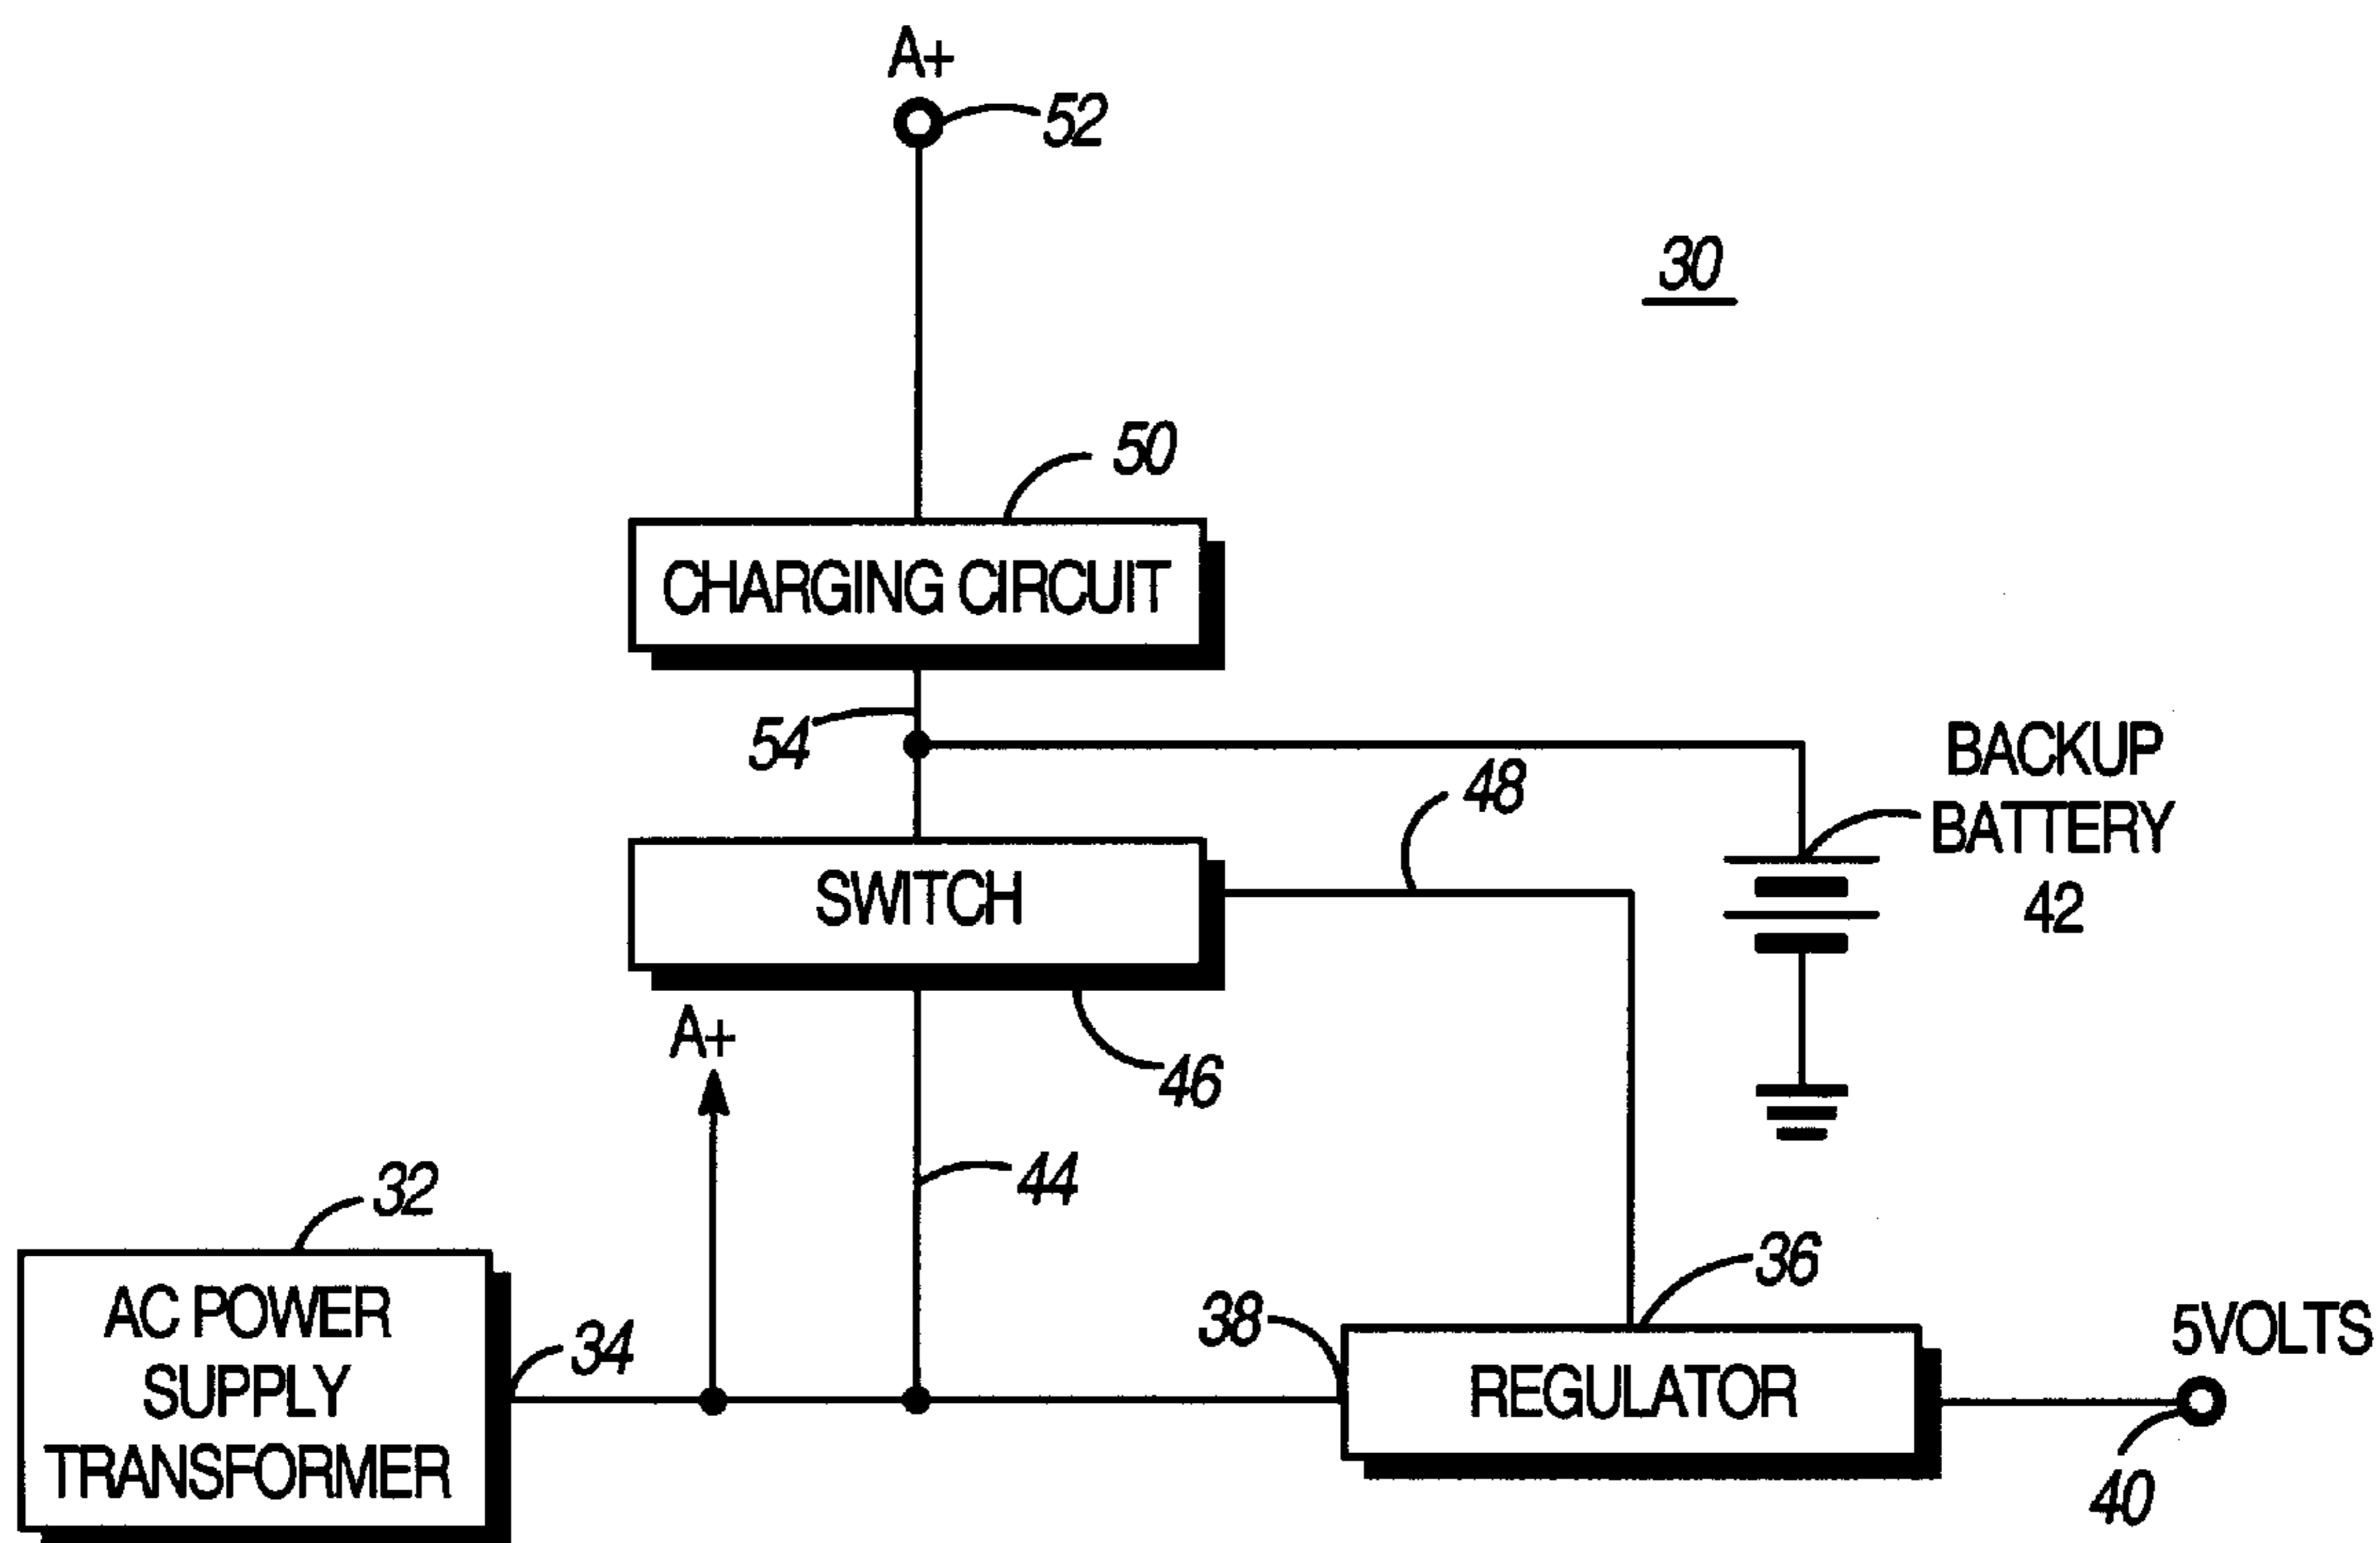 A+
52
30
50
CHARGING CIRCUIT
54
48
BACKUP
BATTERY
42
SWITCH
A+
46
44
32
AC POWER
SUPPLY
TRANSFORMER
34
38
36
REGULATOR
5VOLTS
40